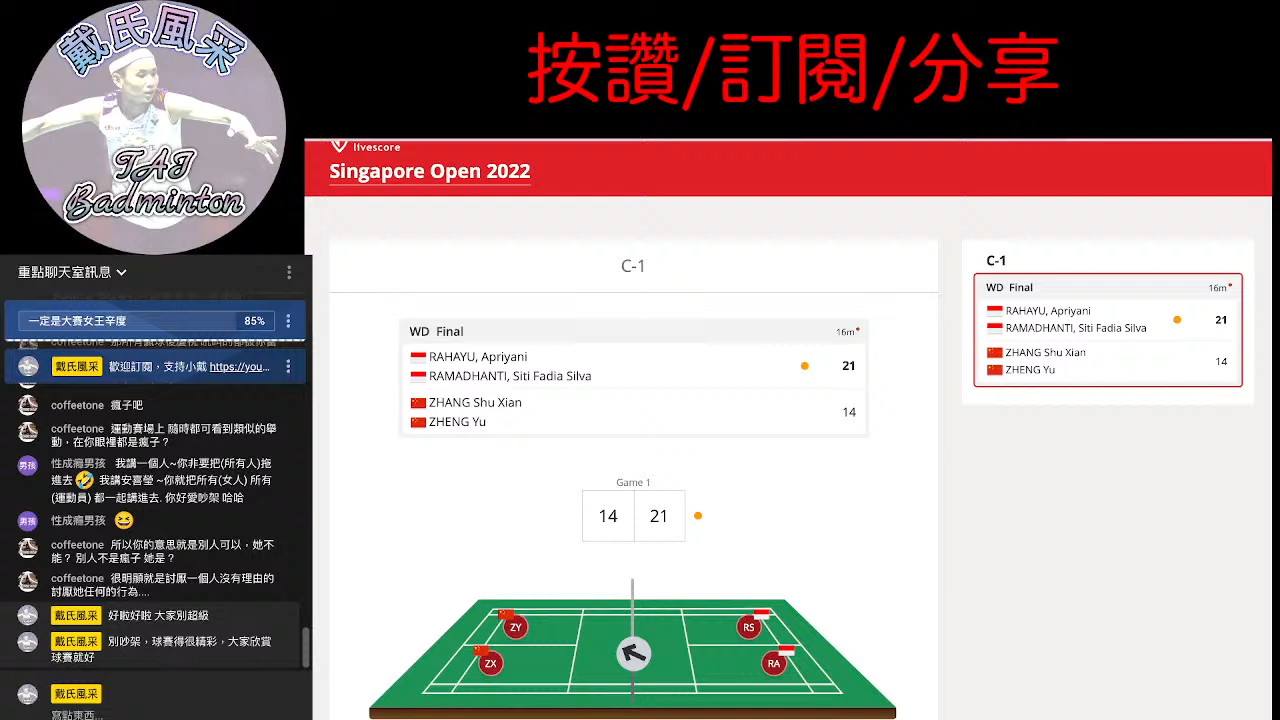 戴氏風采
TAI
Badminton
按讚/訂閱/分享
livescore
Singapore Open 2022
重點聊天室訊息
一定是大賽女王辛度 85%
戴氏風采 歡迎訂閱，支持小戴 https://you...
coffeetone 瘋子吧
coffeetone 運動賽場上 隨時都可看到類似的舉
動，在你眼裡都是瘋子？
男孩 性成癮男孩 我講一個人~你非要把(所有人)拖
進去🤣 我講安喜瑩 ~你就把所有(女人) 所有
(運動員) 都一起講進去. 你好愛吵架 哈哈
男孩 性成癮男孩 😆
coffeetone 所以你的意思就是別人可以，她不
能？ 別人不是瘋子 她是？
coffeetone 很明顯就是討厭一個人沒有理由的
討厭她任何的行為....
戴氏風采 好啦好啦 大家別超級
戴氏風采 別吵架，球賽得很精彩，大家欣賞
球賽就好
戴氏風采
寫點東西...
C-1
WD Final 16m
RAHAYU, Apriyani
RAMADHANTI, Siti Fadia Silva
21
ZHANG Shu Xian
ZHENG Yu
14
Game 1
14 21
ZY RS
ZX RA
C-1
WD Final 16m
RAHAYU, Apriyani
RAMADHANTI, Siti Fadia Silva
21
ZHANG Shu Xian
ZHENG Yu
14